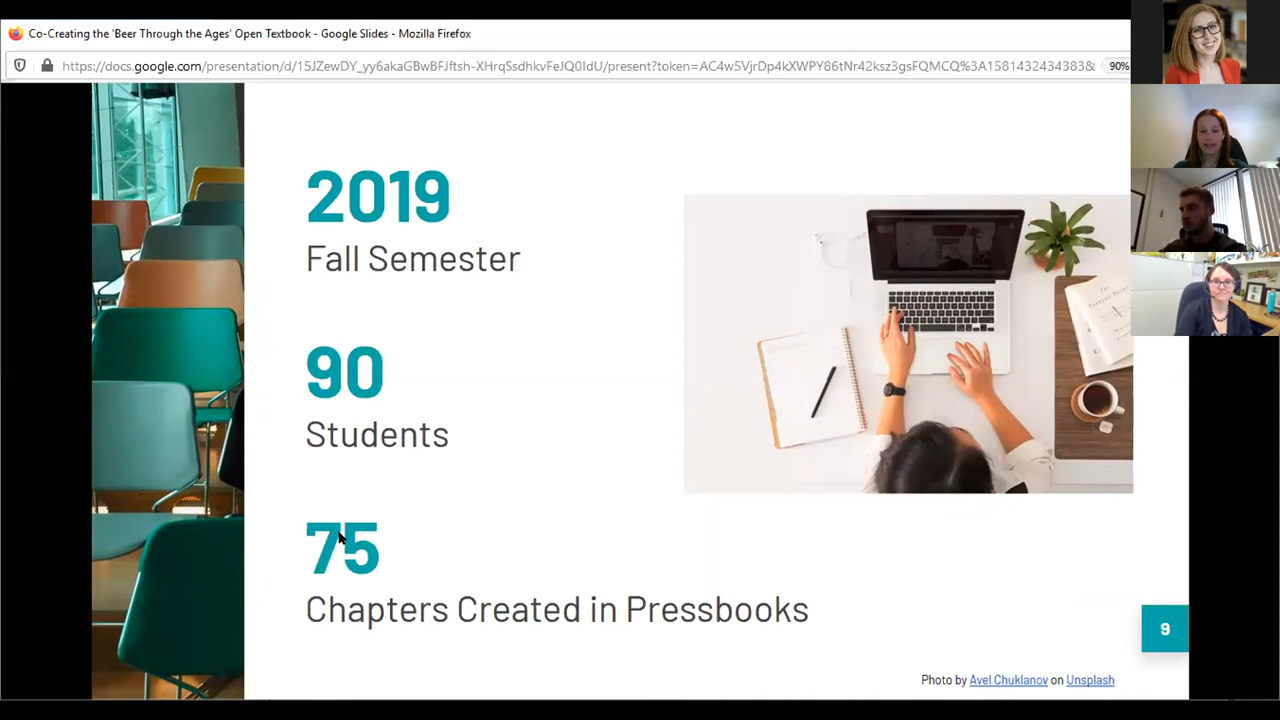 Co-Creating the 'Beer Through the Ages' Open Textbook - Google Slides - Mozilla Firefox
https://docs.google.com/presentation/d/15JZewDY_yy6akaGBwBFJftsh-XHrqSsdhkvFeJQ0IdU/present?token=AC4w5VjrDp4kXWPY86tNr42ksz3gsFQMCQ%3A1581432434383&
90%
2019
Fall Semester
90
Students
75
Chapters Created in Pressbooks
9
Photo by Avel Chuklanov on Unsplash